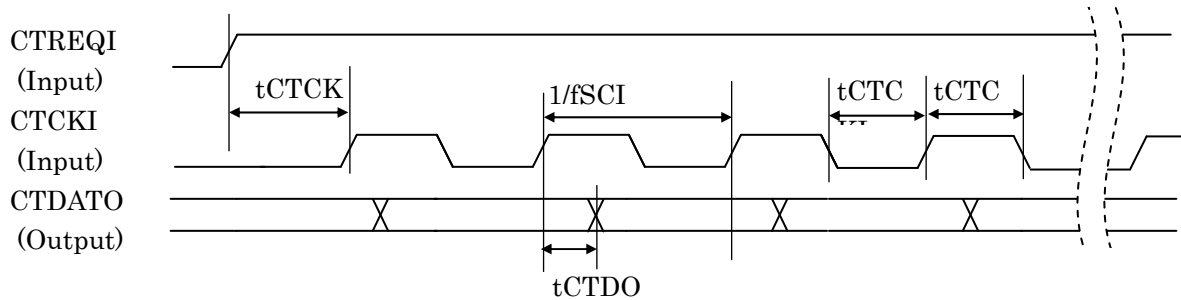 CTREQI
(Input)
tCTCK
1/fSCI
tCTC
tCTC
CTCKI
(Input)
CTDATO
(Output)
tCTDO